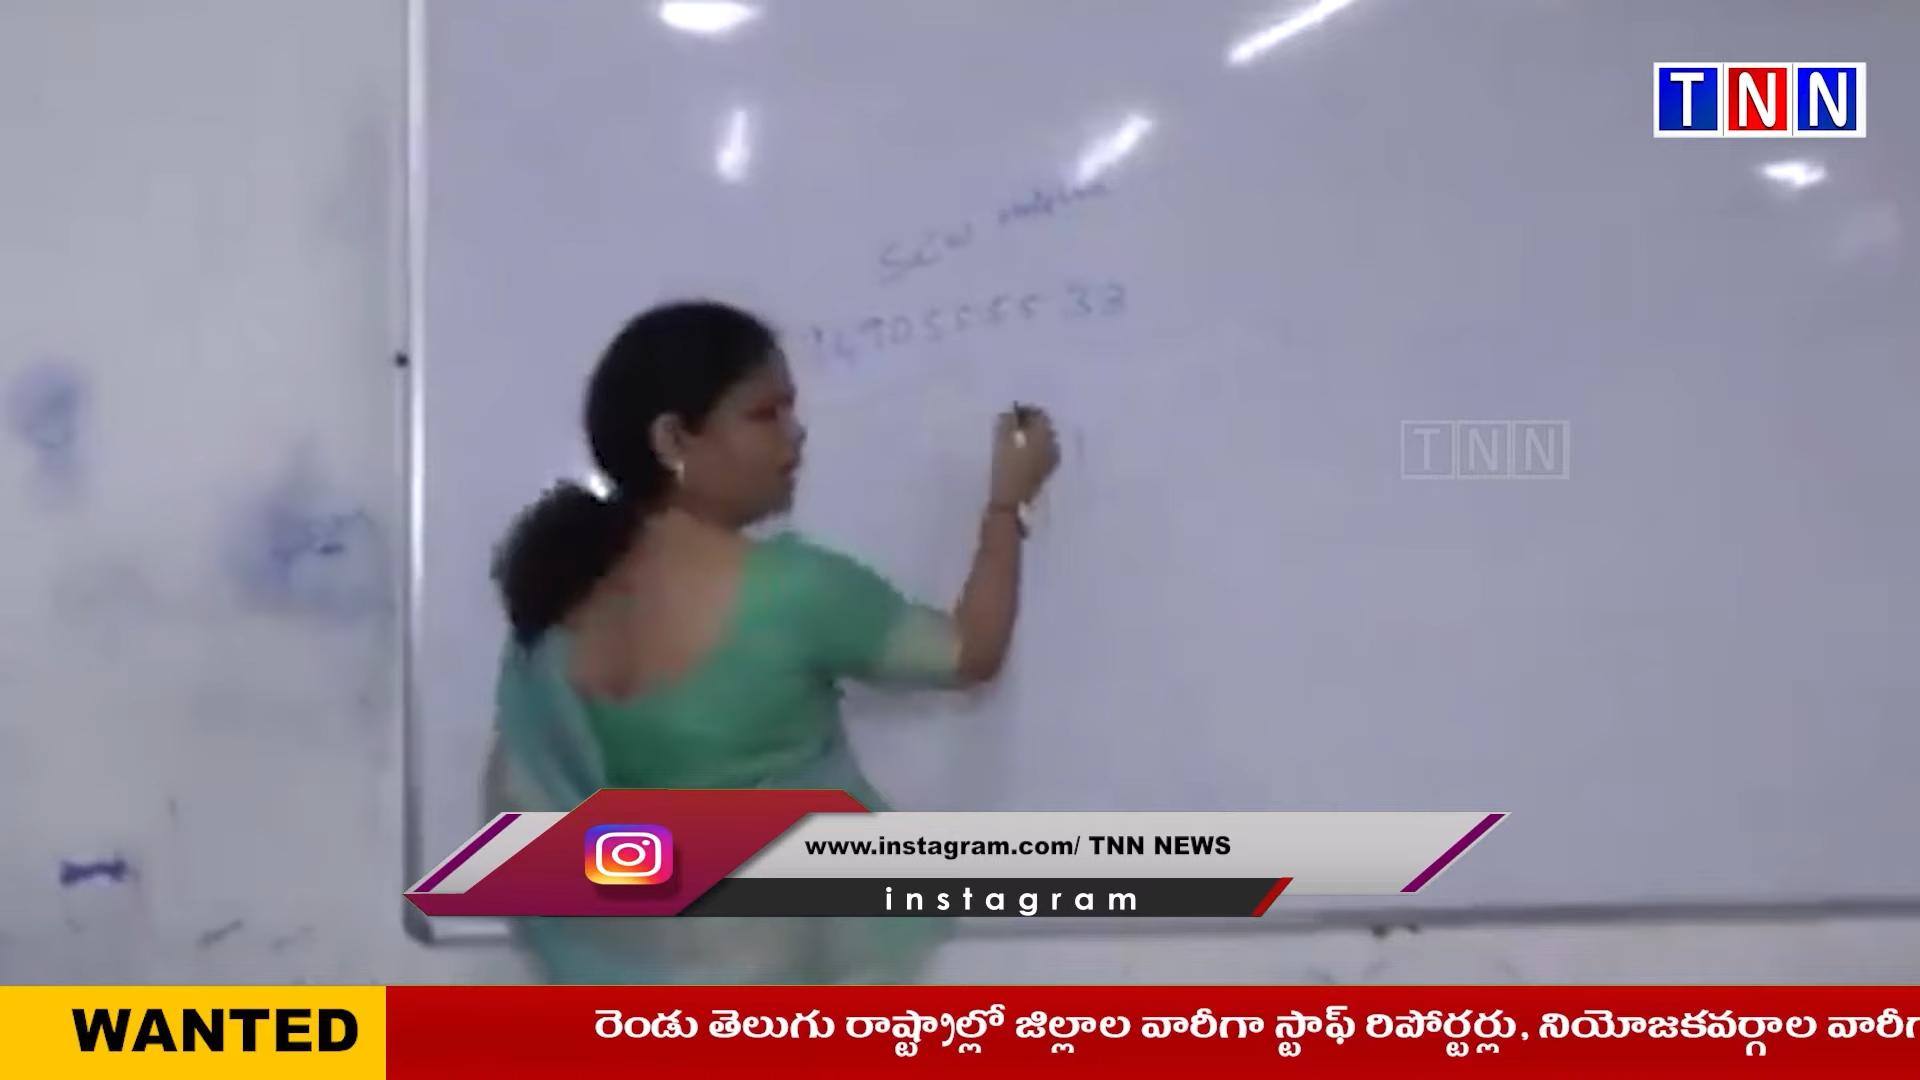 TNN
TNN
www.instagram.com/ TNN NEWS
instagram
WANTED
రెండు తెలుగు రాష్ట్రాల్లో జిల్లాల వారీగా స్టాఫ్ రిపోర్టర్లు, నియోజకవర్గాల వారీగా